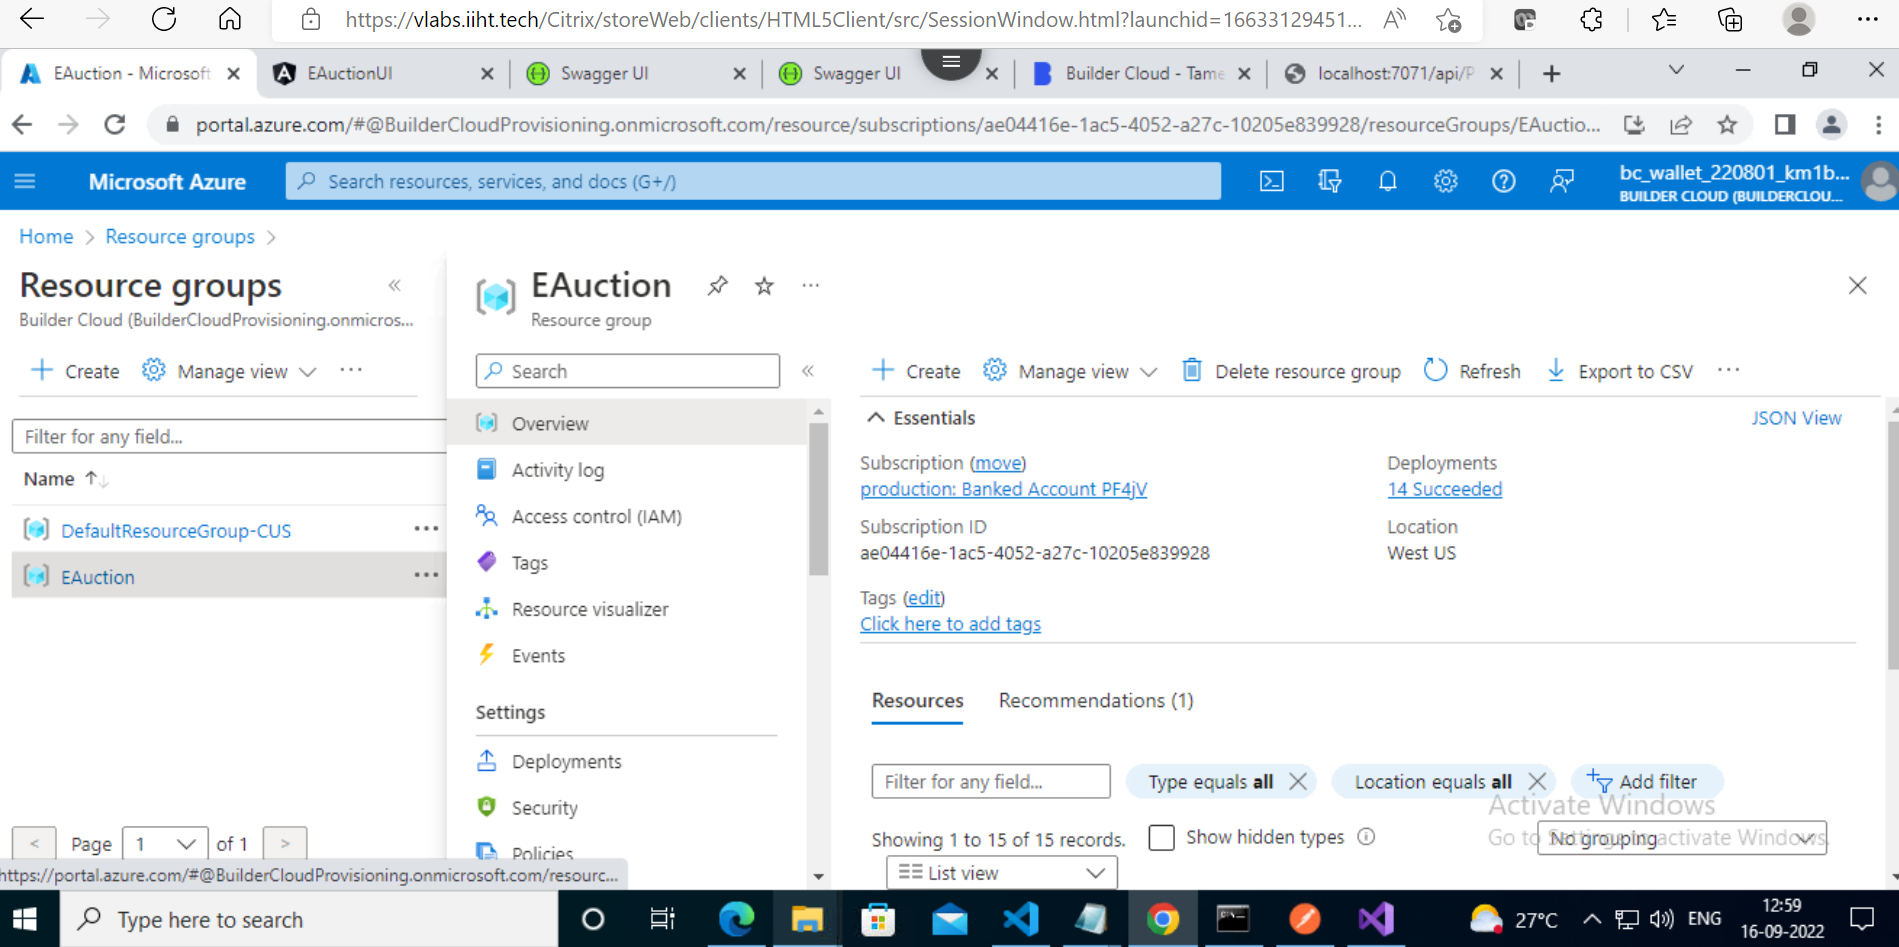 https://vlabs.iiht.tech/Citrix/storeWeb/clients/HTML5Client/src/SessionWindow.html?launchid=16633129451...
EAuction - Microsoft
EAuctionUI
Swagger UI
Swagger UI
Builder Cloud - Tame
localhost:7071/api/P
portal.azure.com/#@BuilderCloudProvisioning.onmicrosoft.com/resource/subscriptions/ae04416e-1ac5-4052-a27c-10205e839928/resourceGroups/EAuctio...
Microsoft Azure
Search resources, services, and docs (G+/)
bc_wallet_220801_km1b...
BUILDER CLOUD (BUILDERCLOU...
Home > Resource groups >
Resource groups
Builder Cloud (BuilderCloudProvisioning.onmicros...
Create
Manage view
...
Filter for any field...
Name
DefaultResourceGroup-CUS
EAuction
< Page 1 of 1 >
https://portal.azure.com/#@BuilderCloudProvisioning.onmicrosoft.com/resourc...
EAuction
Resource group
Search
Overview
Activity log
Access control (IAM)
Tags
Resource visualizer
Events
Settings
Deployments
Security
Policies
Create
Manage view
Delete resource group
Refresh
Export to CSV
...
Essentials
JSON View
Subscription (move)
production: Banked Account PF4jV
Subscription ID
ae04416e-1ac5-4052-a27c-10205e839928
Deployments
14 Succeeded
Location
West US
Tags (edit)
Click here to add tags
Resources
Recommendations (1)
Filter for any field...
Type equals all
Location equals all
Add filter
Showing 1 to 15 of 15 records.
Show hidden types
No grouping
List view
Activate Windows
Go to Settings to activate Windows.
Type here to search
27°C
ENG
12:59
16-09-2022